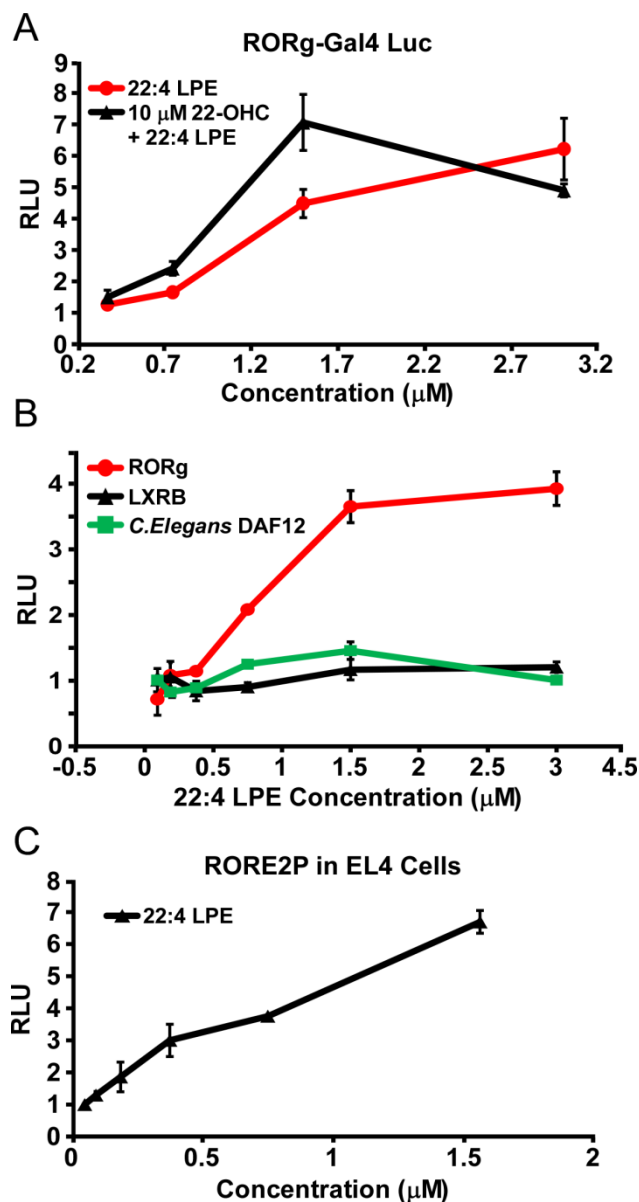 A
RORg-Gal4 Luc
22:4 LPE
10 μM 22-OHC
+ 22:4 LPE
RLU
9
8
7
6
5
4
3
2
1
0
0.2 0.7 1.2 1.7 2.2 2.7 3.2
Concentration (μM)
B
RORg
LXRB
C.Elegans DAF12
RLU
4
3
2
1
0
-0.5 0 0.5 1 1.5 2 2.5 3 4.5
22:4 LPE Concentration (μM)
C
RORE2P in EL4 Cells
22:4 LPE
RLU
8
7
6
5
4
3
2
1
0
0 0.5 1 1.5 2
Concentration (μM)